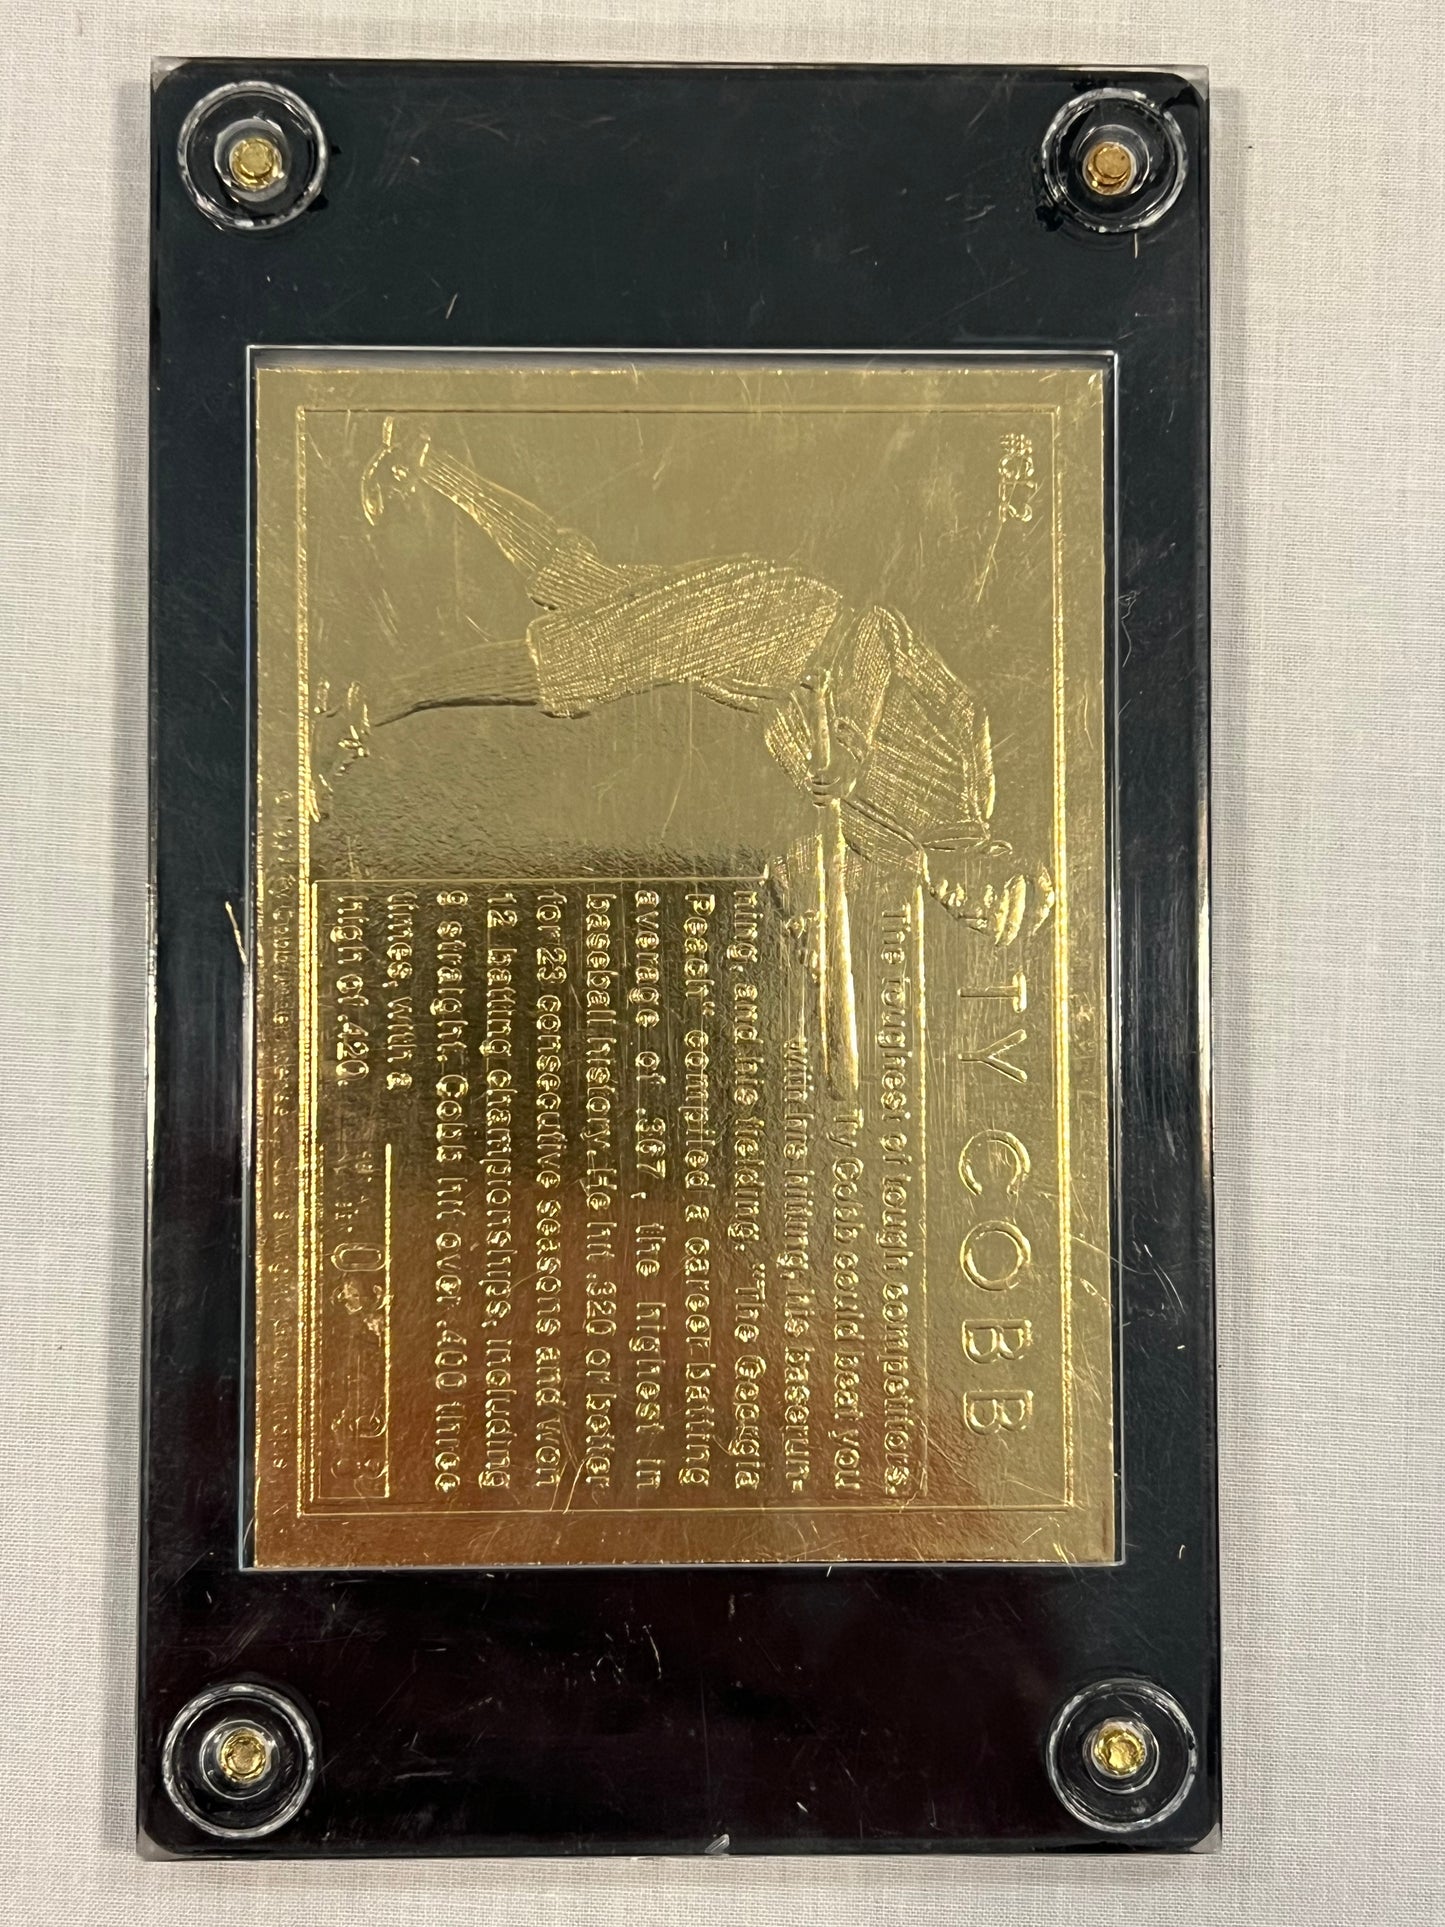 #GL2
TY COBB
The toughest of tough competitors,
Ty Cobb could beat you
with his hitting, his baserun-
ning, and his fielding. "The Georgia
Peach" compiled a career batting
average of .367, the highest in
baseball history. He hit .320 or better
for 23 consecutive seasons and won
12 batting championships, including
9 straight. Cobb hit over .400 three
times, with a
high of .420.